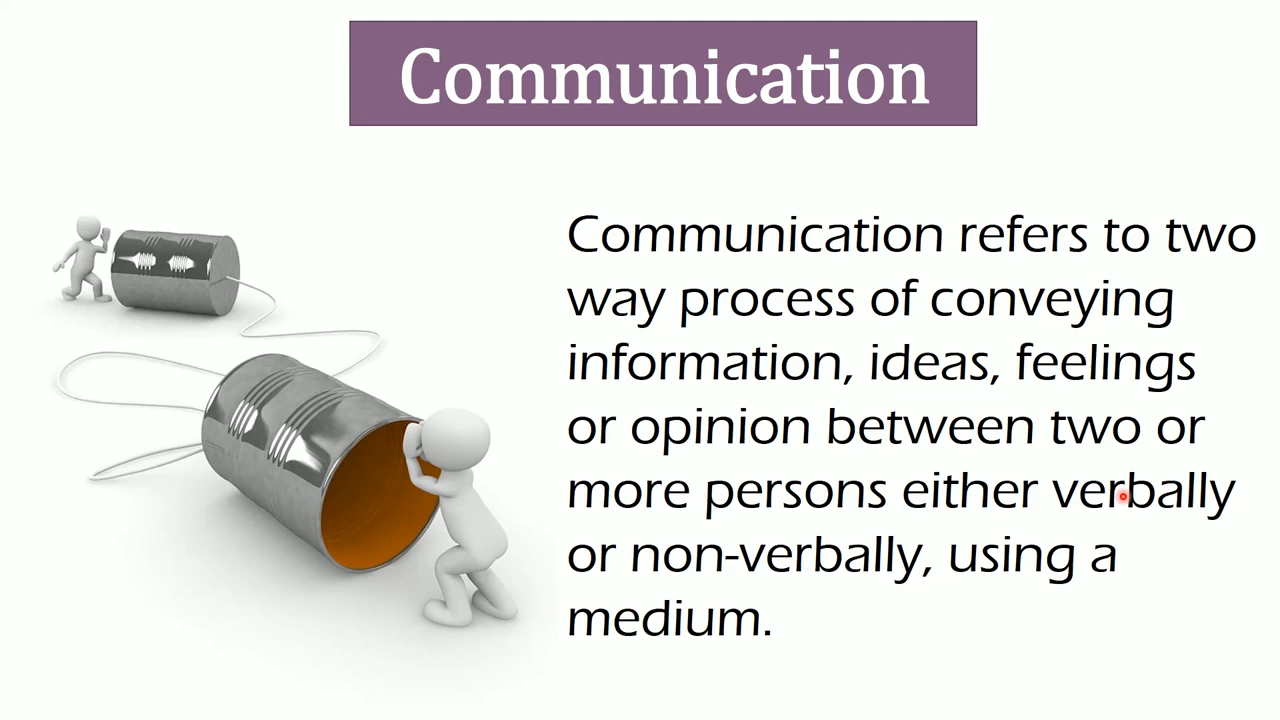 Communication
Communication refers to two
way process of conveying
information, ideas, feelings
or opinion between two or
more persons either verbally
or non-verbally, using a
medium.